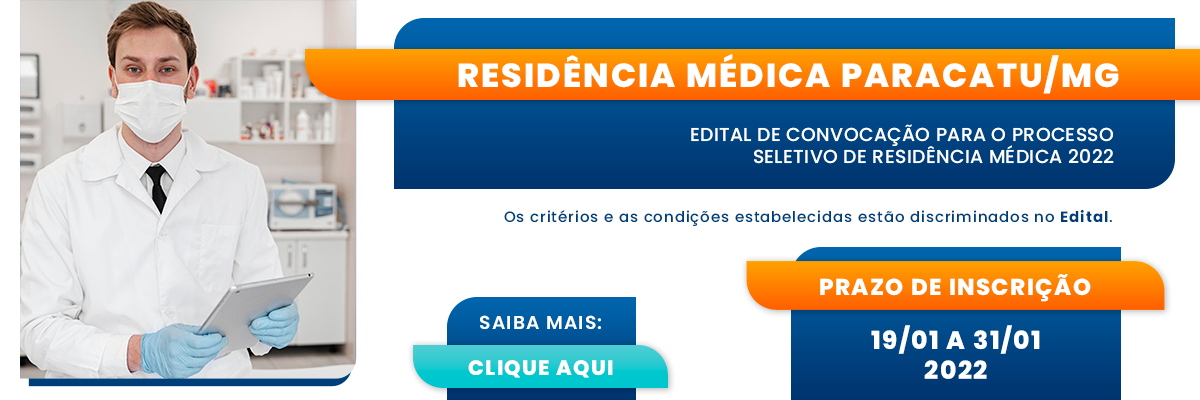 RESIDÊNCIA MÉDICA PARACATU/MG
EDITAL DE CONVOCAÇÃO PARA O PROCESSO
SELETIVO DE RESIDÊNCIA MÉDICA 2022
Os critérios e as condições estabelecidas estão discriminados no Edital.
SAIBA MAIS:
CLIQUE AQUI
PRAZO DE INSCRIÇÃO
19/01 A 31/01
2022